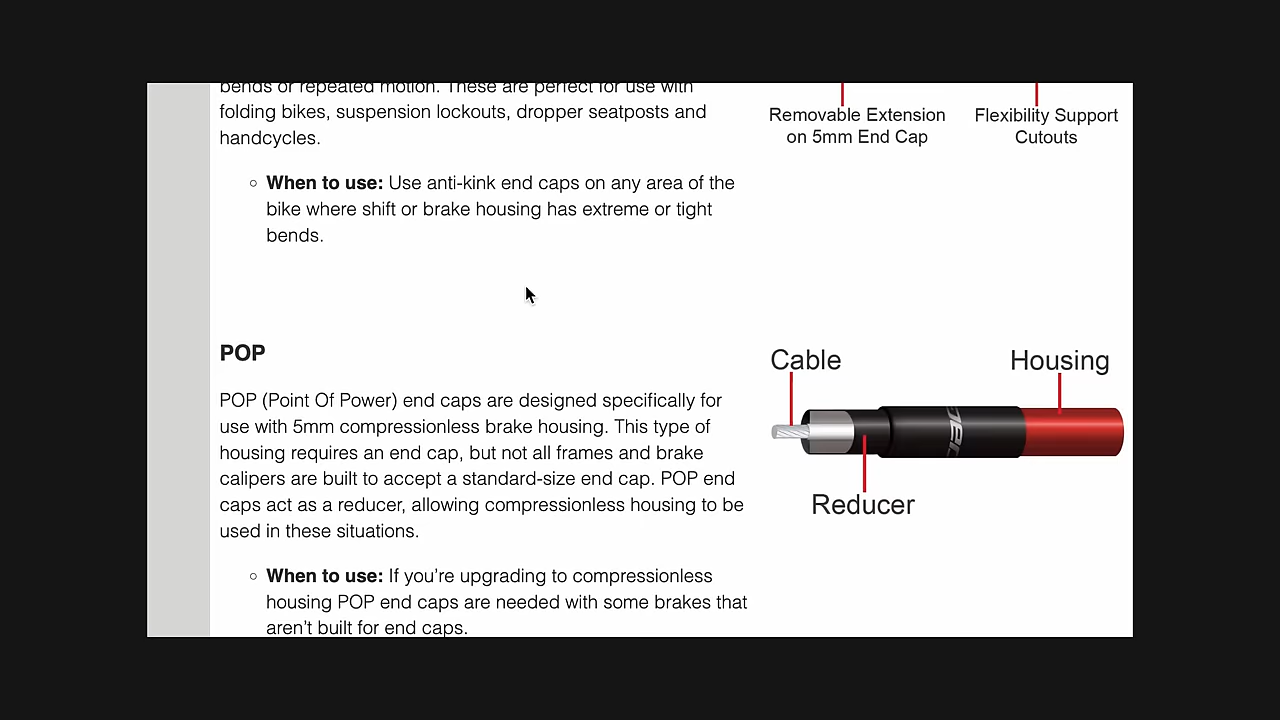 bends or repeated motion. These are perfect for use with
folding bikes, suspension lockouts, dropper seatposts and
handcycles.
Removable Extension
on 5mm End Cap
Flexibility Support
Cutouts
◦ When to use: Use anti-kink end caps on any area of the
bike where shift or brake housing has extreme or tight
bends.
POP
POP (Point Of Power) end caps are designed specifically for
use with 5mm compressionless brake housing. This type of
housing requires an end cap, but not all frames and brake
calipers are built to accept a standard-size end cap. POP end
caps act as a reducer, allowing compressionless housing to be
used in these situations.
Cable
Housing
Reducer
◦ When to use: If you’re upgrading to compressionless
housing POP end caps are needed with some brakes that
aren’t built for end caps.